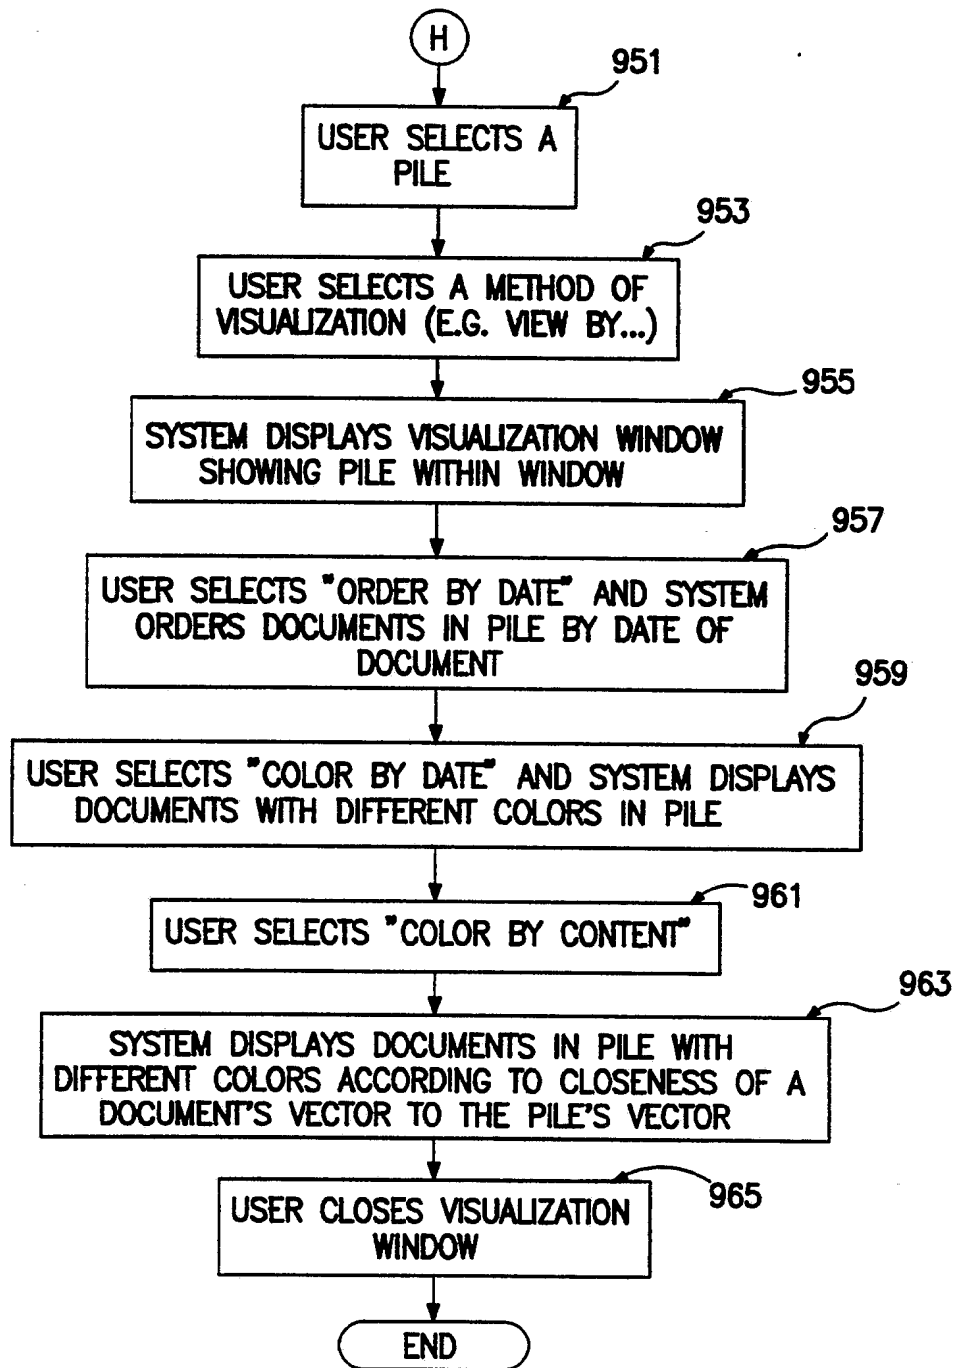 H
951
USER SELECTS A
PILE
953
USER SELECTS A METHOD OF
VISUALIZATION (E.G. VIEW BY...)
955
SYSTEM DISPLAYS VISUALIZATION WINDOW
SHOWING PILE WITHIN WINDOW
957
USER SELECTS "ORDER BY DATE" AND SYSTEM
ORDERS DOCUMENTS IN PILE BY DATE OF
DOCUMENT
959
USER SELECTS "COLOR BY DATE" AND SYSTEM DISPLAYS
DOCUMENTS WITH DIFFERENT COLORS IN PILE
961
USER SELECTS "COLOR BY CONTENT"
963
SYSTEM DISPLAYS DOCUMENTS IN PILE WITH
DIFFERENT COLORS ACCORDING TO CLOSENESS OF A
DOCUMENT'S VECTOR TO THE PILE'S VECTOR
965
USER CLOSES VISUALIZATION
WINDOW
END